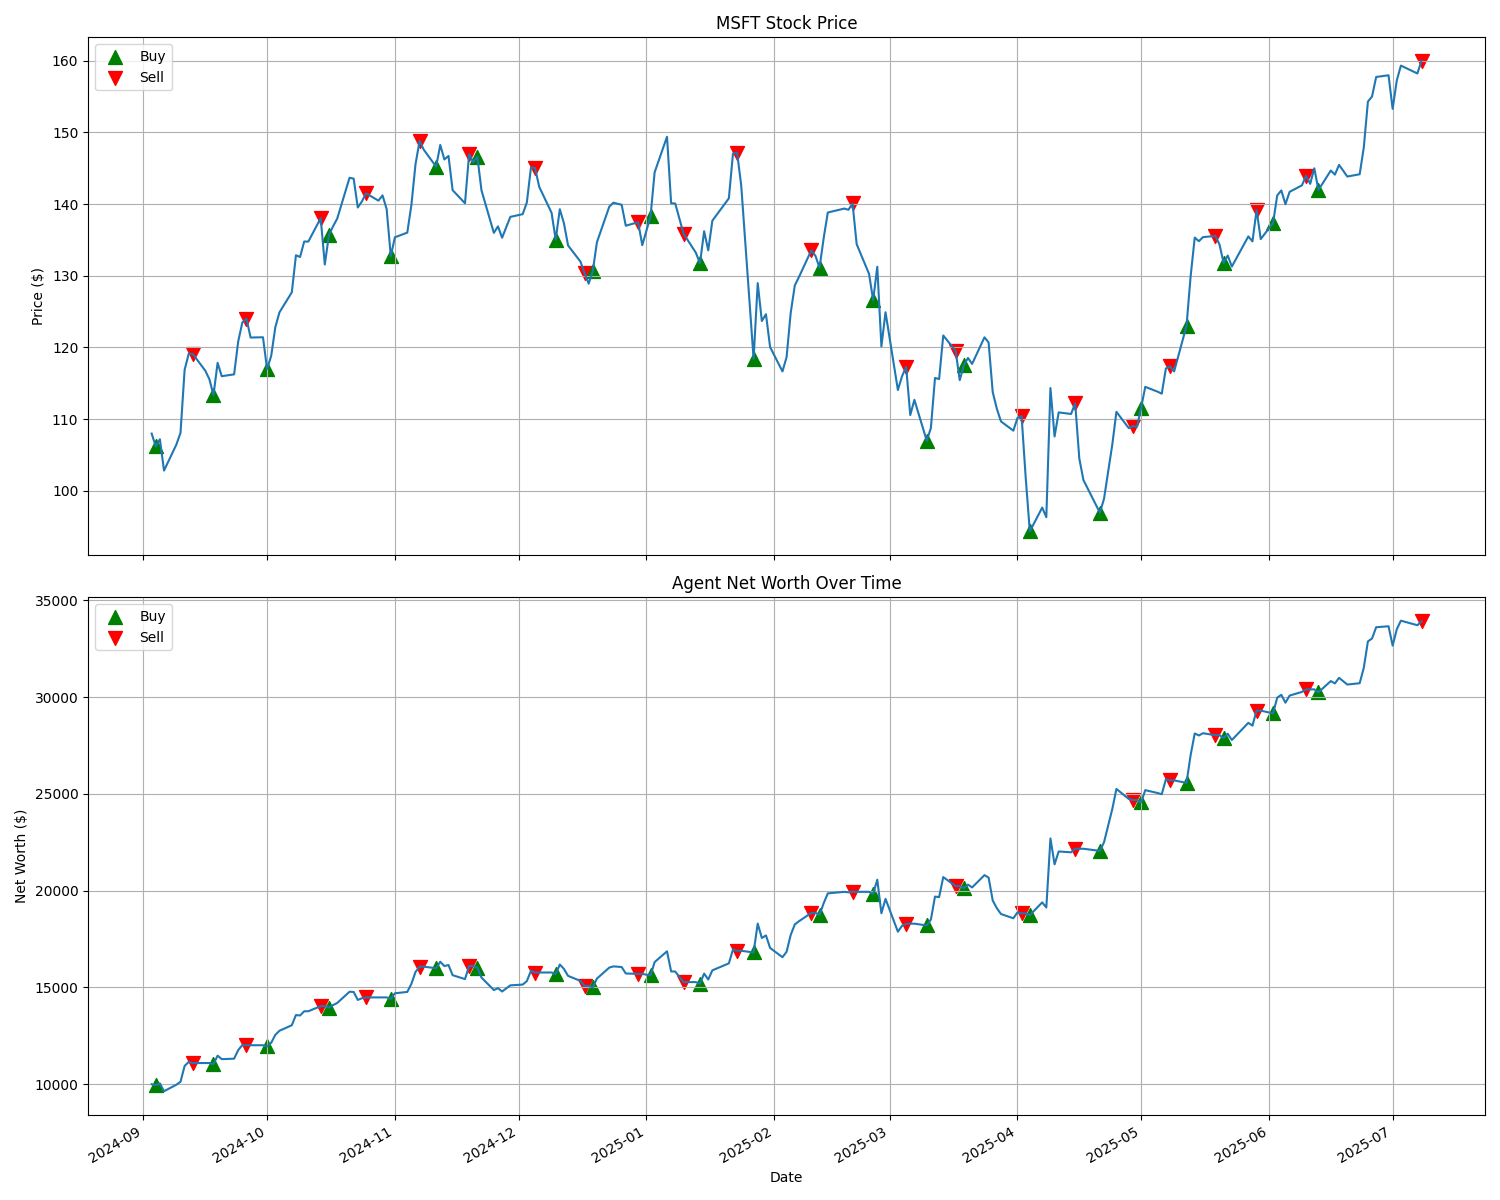 MSFT Stock Price
Buy
Sell
Price ($)
160
150
140
130
120
110
100
Agent Net Worth Over Time
Buy
Sell
Net Worth ($)
35000
30000
25000
20000
15000
10000
2024-09
2024-10
2024-11
2024-12
2025-01
2025-02
2025-03
2025-04
2025-05
2025-06
2025-07
Date